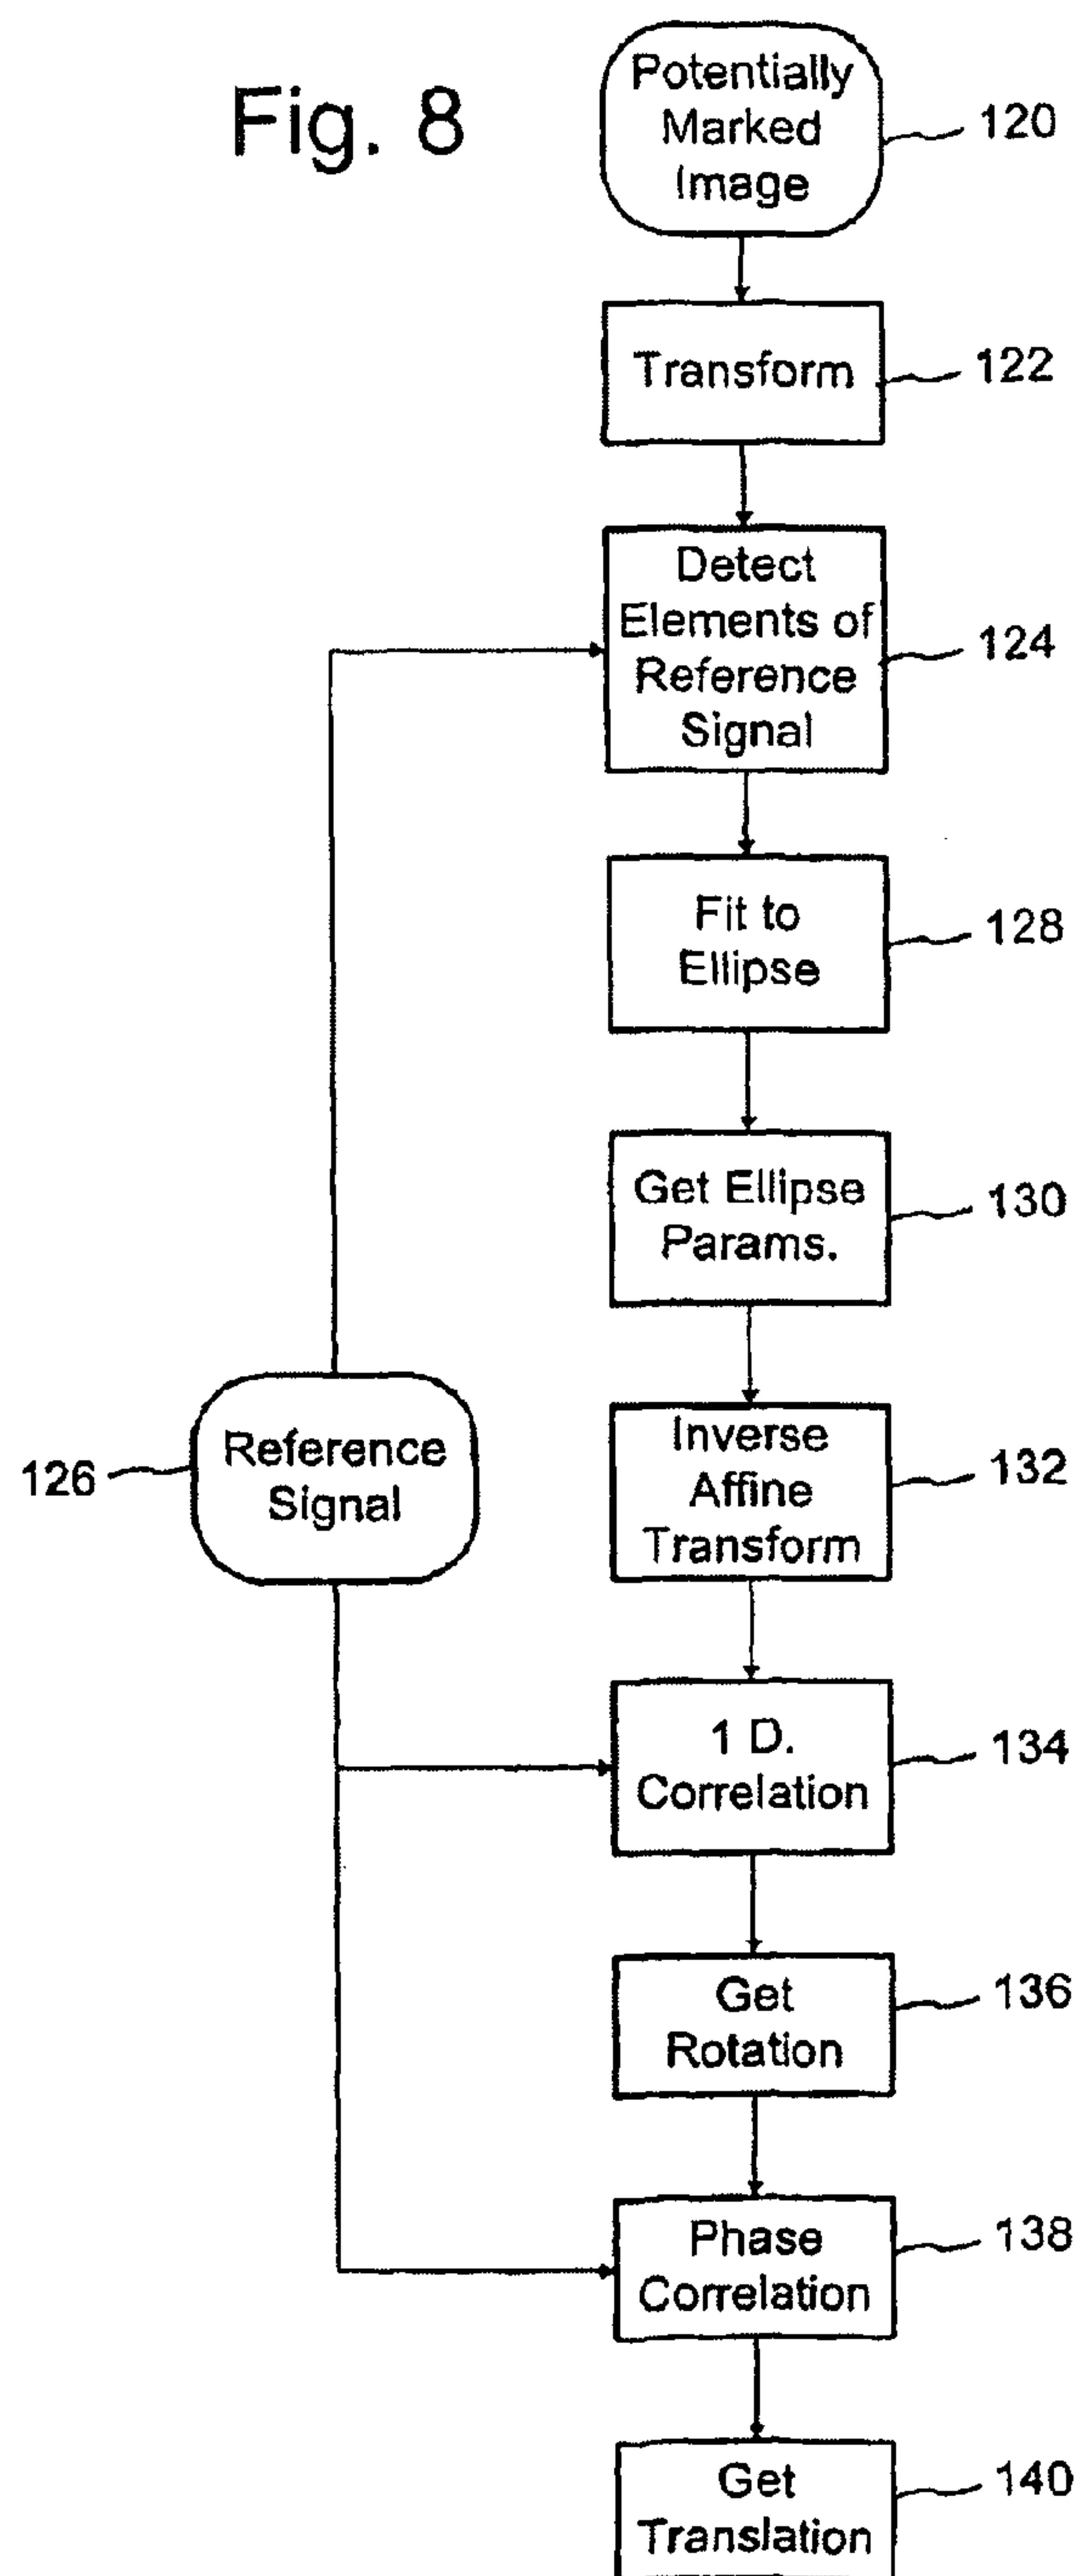 Fig. 8
Potentially
Marked
Image
120
Transform
122
Detect
Elements of
Reference
Signal
124
Fit to
Ellipse
128
Get Ellipse
Params.
130
Reference
Signal
126
Inverse
Affine
Transform
132
1 D.
Correlation
134
Get
Rotation
136
Phase
Correlation
138
Get
Translation
140